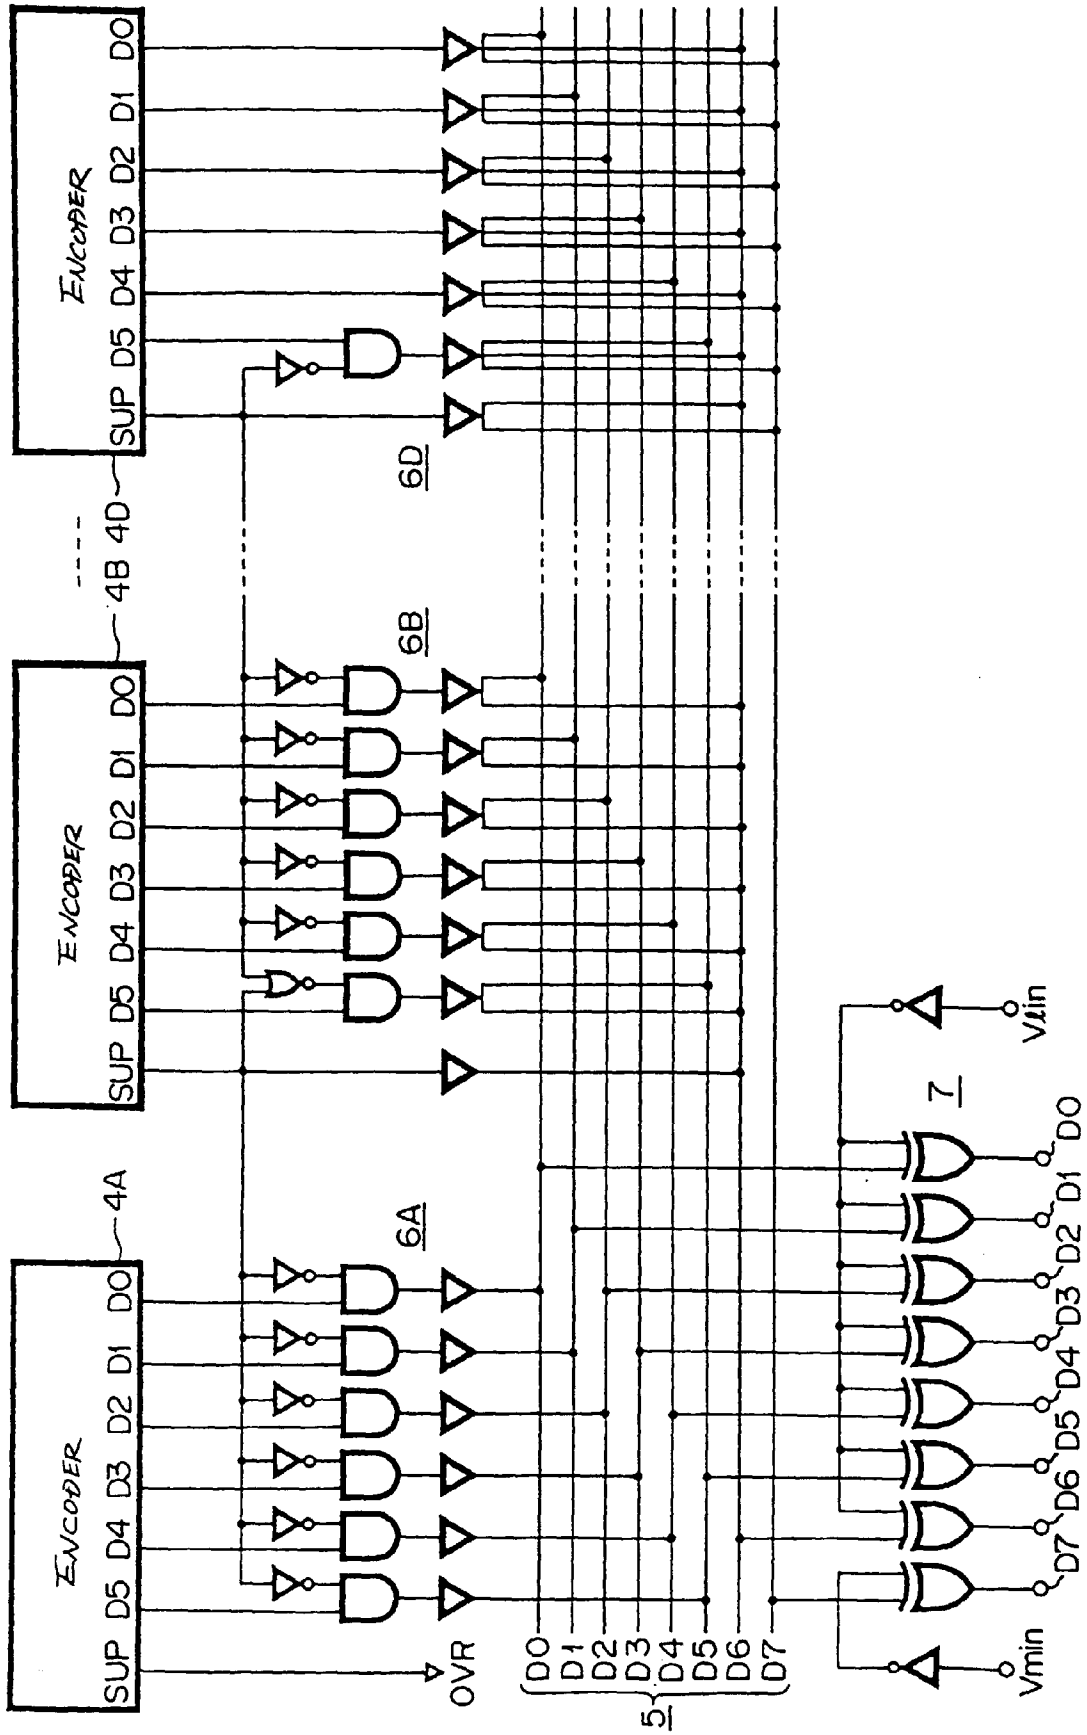 ENCODER
SUP D5 D4 D3 D2 D1 D0
4A
ENCODER
SUP D5 D4 D3 D2 D1 D0
4B
----
4D
ENCODER
SUP D5 D4 D3 D2 D1 D0
6A
6B
6D
OVR
D0
D1
D2
D3
D4
D5
D6
D7
5
7
Vmin
D7 D6 D5 D4 D3 D2 D1 D0
Vlin